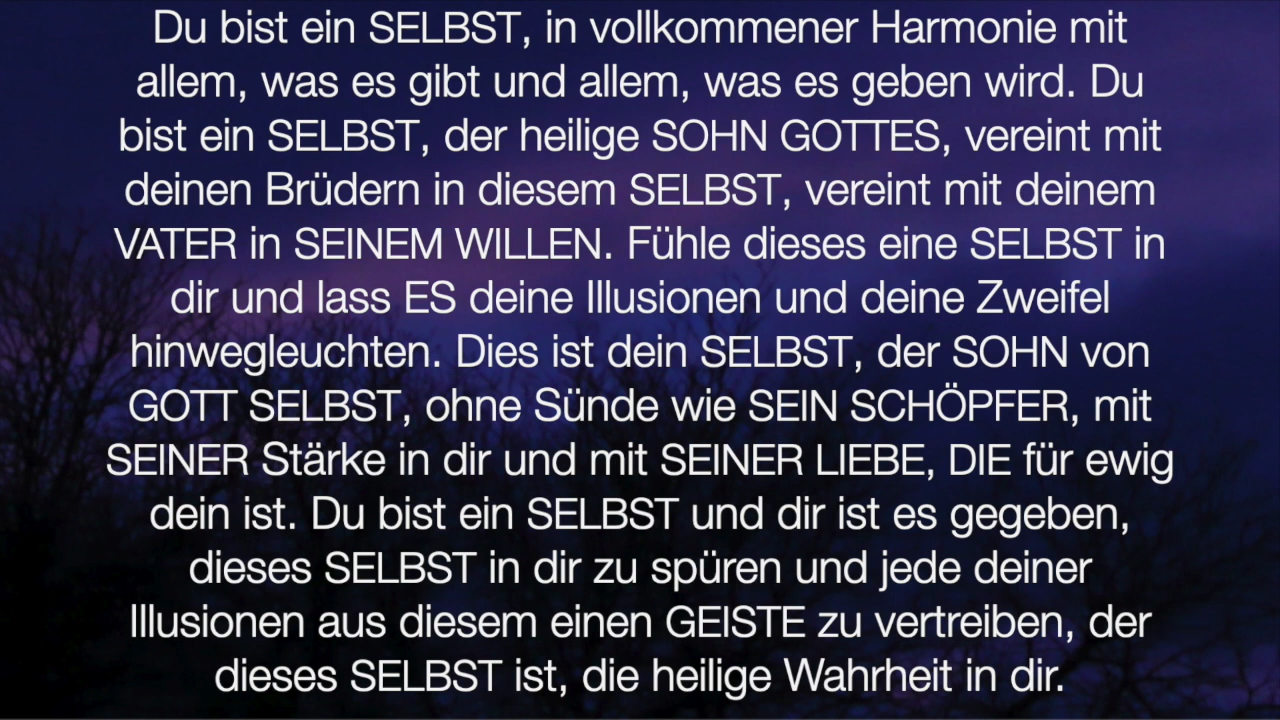 Du bist ein SELBST, in vollkommener Harmonie mit
allem, was es gibt und allem, was es geben wird. Du
bist ein SELBST, der heilige SOHN GOTTES, vereint mit
deinen Brüdern in diesem SELBST, vereint mit deinem
VATER in SEINEM WILLEN. Fühle dieses eine SELBST in
dir und lass ES deine Illusionen und deine Zweifel
hinwegleuchten. Dies ist dein SELBST, der SOHN von
GOTT SELBST, ohne Sünde wie SEIN SCHÖPFER, mit
SEINER Stärke in dir und mit SEINER LIEBE, DIE für ewig
dein ist. Du bist ein SELBST und dir ist es gegeben,
dieses SELBST in dir zu spüren und jede deiner
Illusionen aus diesem einen GEISTE zu vertreiben, der
dieses SELBST ist, die heilige Wahrheit in dir.